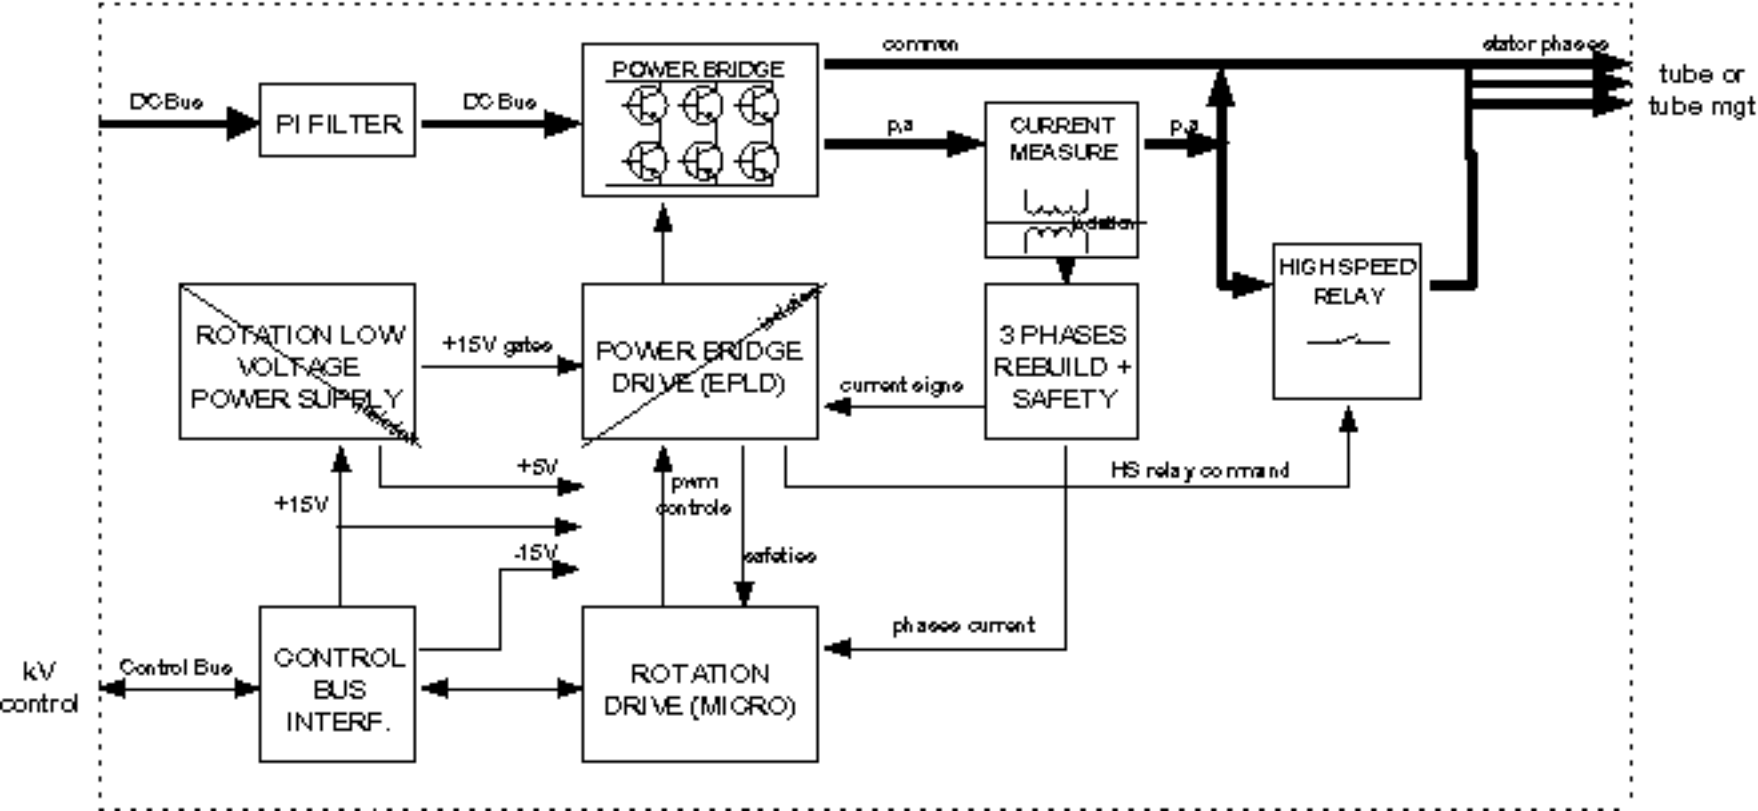 common
stator phases
DC Bus
PI FILTER
DC Bus
POWER BRIDGE
p,a
CURRENT
MEASURE
isolation
p,a
tube or
tube mgt
HIGH SPEED
RELAY
ROTATION LOW
VOLTAGE
POWER SUPPLY
isolation
+15V gates
POWER BRIDGE
DRIVE (EPLD)
isolation
current signs
3 PHASES
REBUILD +
SAFETY
+5V
+15V
-15V
pwm
controls
safeties
HS relay command
phases current
kV
control
Control Bus
CONTROL
BUS
INTERF.
ROTATION
DRIVE (MICRO)